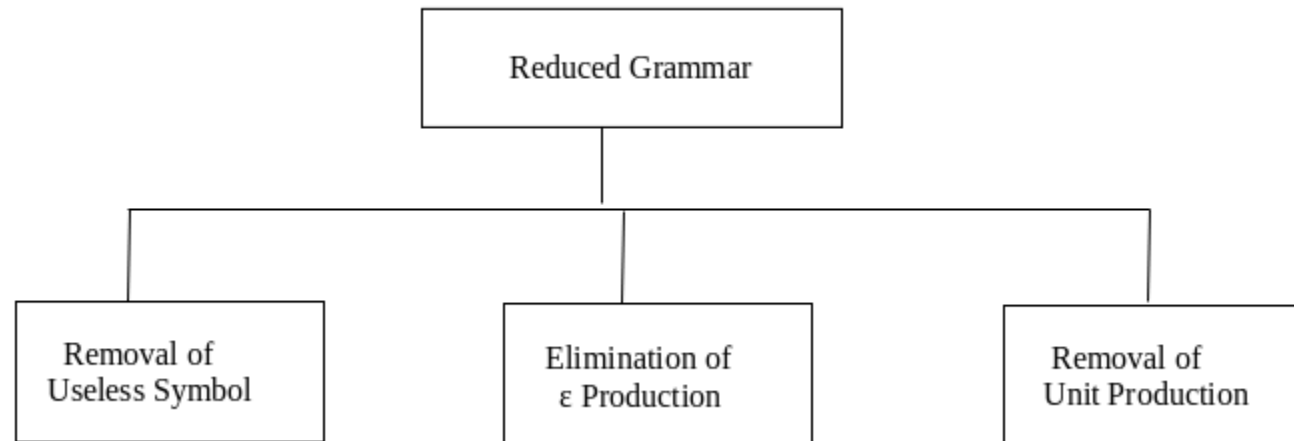 Reduced Grammar
Removal of
Useless Symbol
Elimination of
ε Production
Removal of
Unit Production